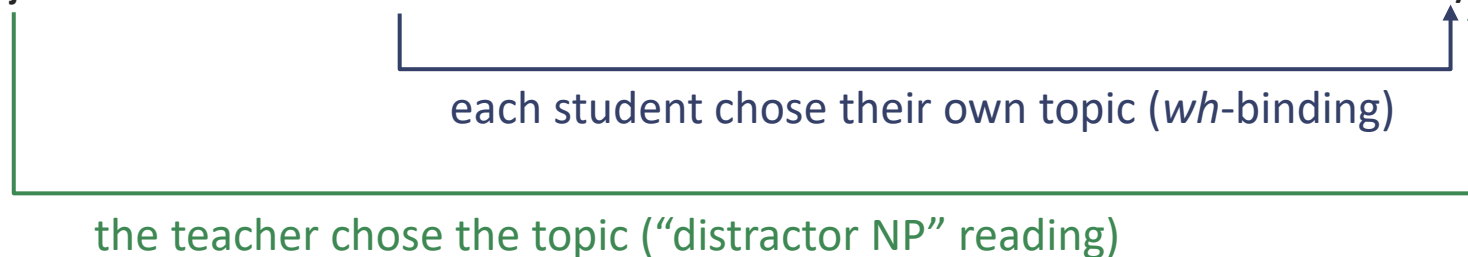 each student chose their own topic (wh-binding)
the teacher chose the topic (“distractor NP” reading)